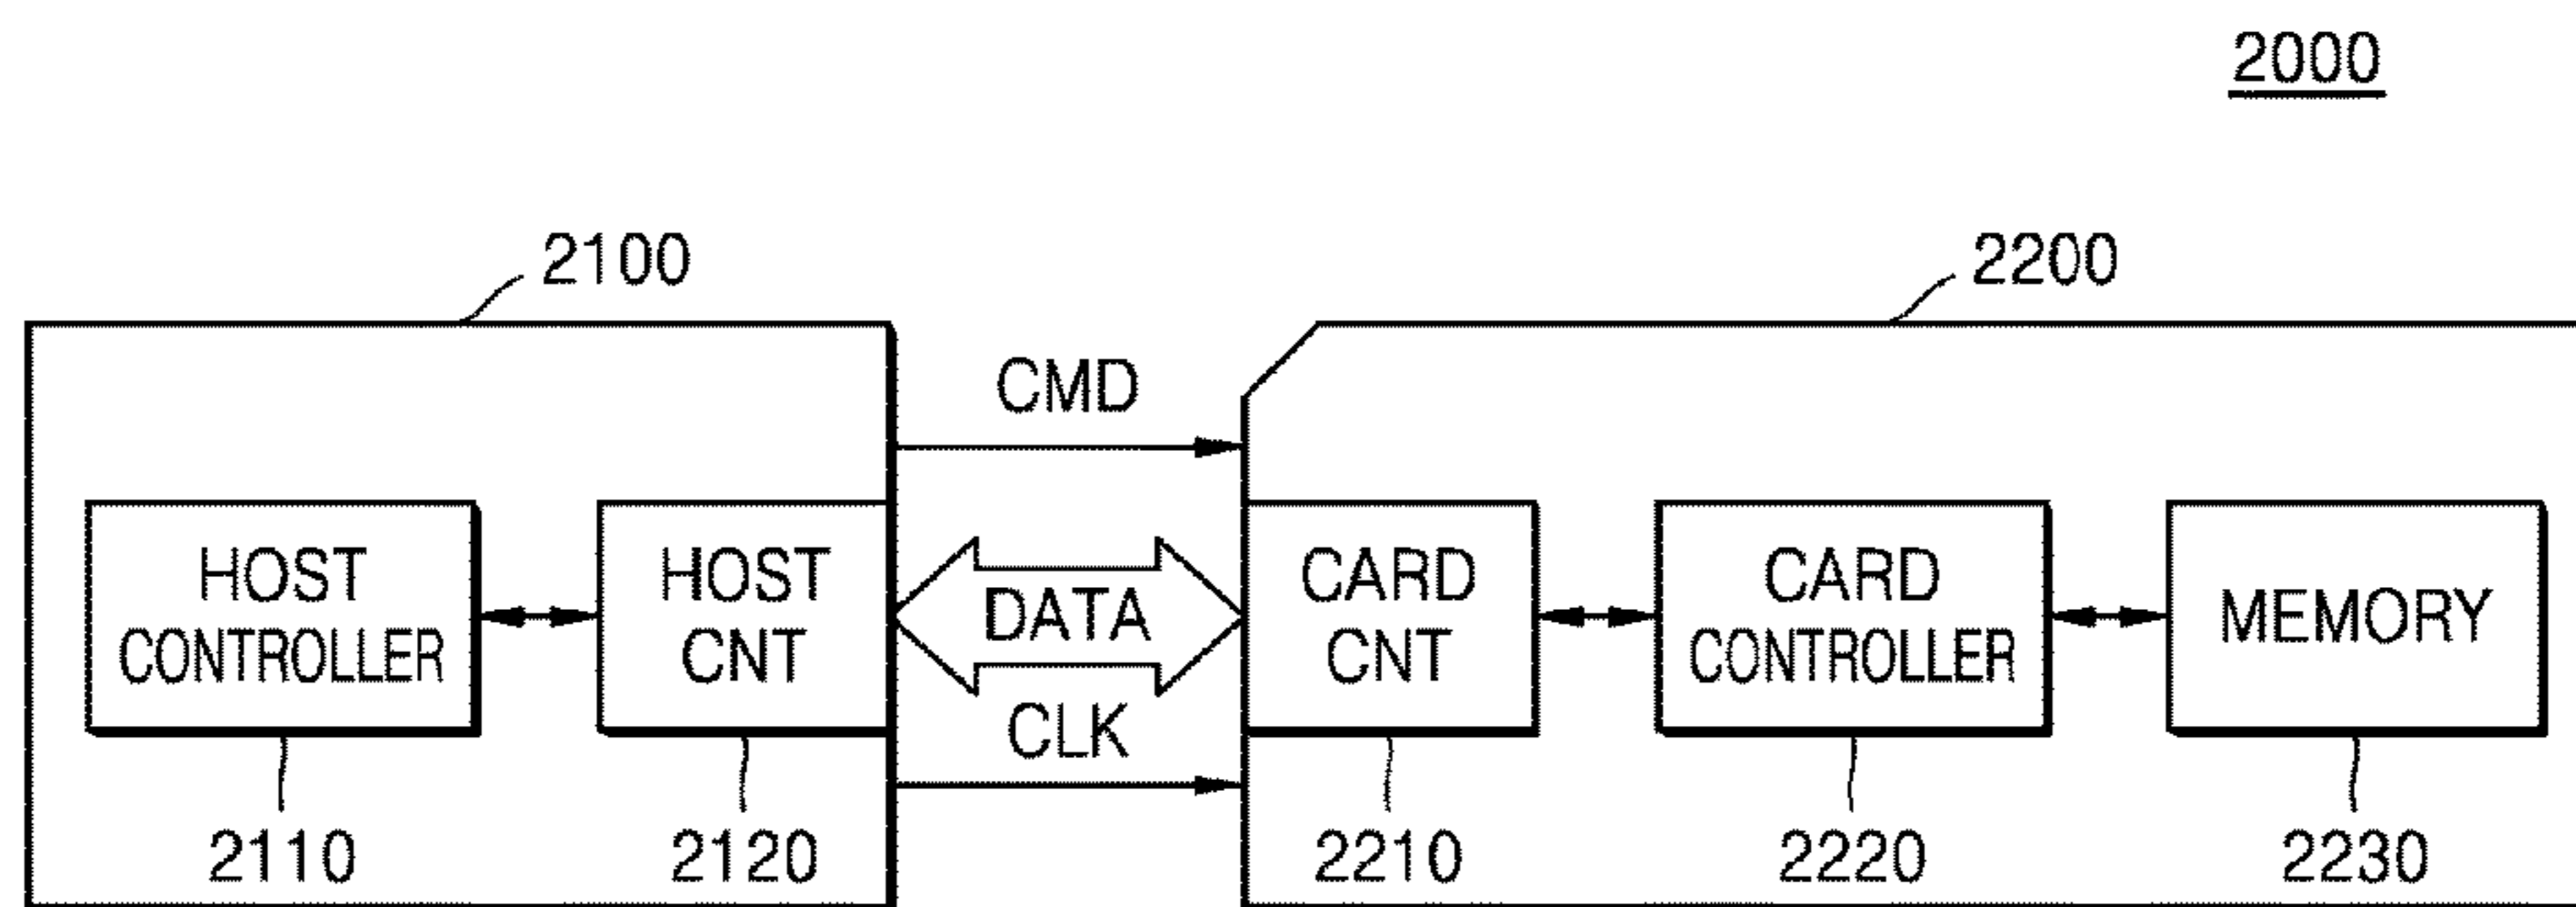 2000
2100
2200
CMD
HOST
CONTROLLER
HOST
CNT
DATA
CARD
CNT
CARD
CONTROLLER
MEMORY
CLK
2110
2120
2210
2220
2230